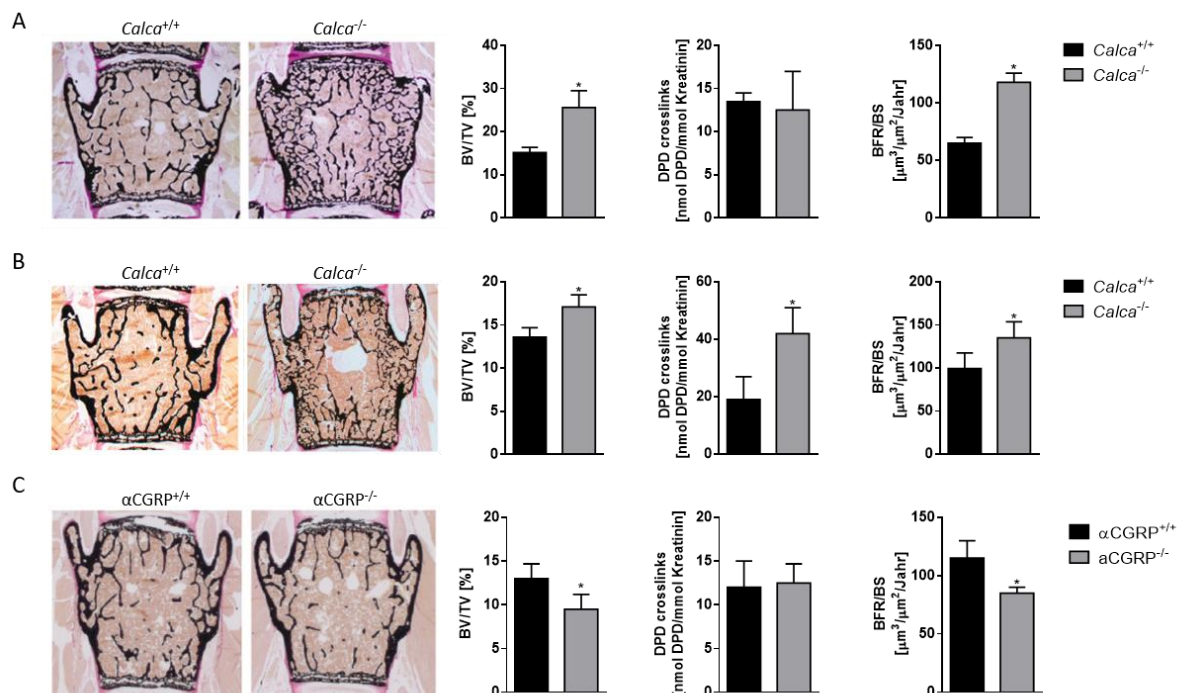 A
Calca+/+
Calca-/-
40
30
20
10
0
BV/TV [%]
*
20
15
10
5
0
DPD crosslinks
[nmol DPD/mmol Kreatinin]
150
100
50
0
BFR/BS
[µm³/µm²/Jahr]
*
Calca+/+
Calca-/-
B
Calca+/+
Calca-/-
20
15
10
5
0
BV/TV [%]
*
60
40
20
0
DPD crosslinks
[nmol DPD/mmol Kreatinin]
*
200
150
100
50
0
BFR/BS
[µm³/µm²/Jahr]
*
Calca+/+
Calca-/-
C
αCGRP+/+
αCGRP-/-
20
15
10
5
0
BV/TV [%]
*
20
15
10
5
0
DPD crosslinks
[nmol DPD/mmol Kreatinin]
150
100
50
0
BFR/BS
[µm³/µm²/Jahr]
*
αCGRP+/+
aCGRP-/-